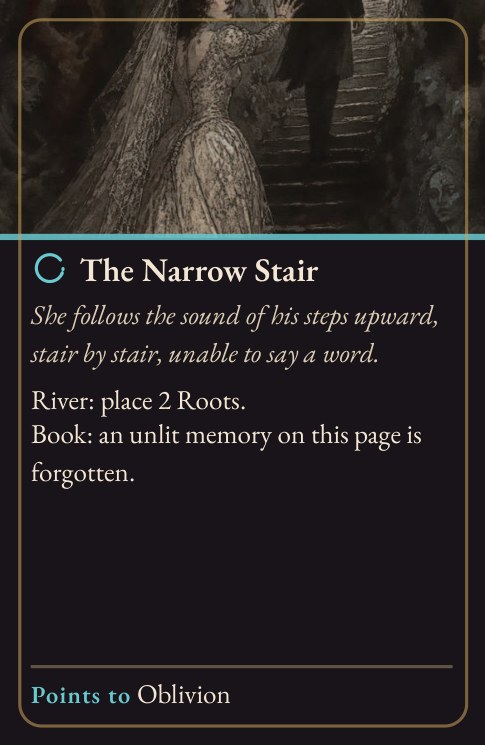 The Narrow Stair
She follows the sound of his steps upward,
stair by stair, unable to say a word.
River: place 2 Roots.
Book: an unlit memory on this page is
forgotten.
Points to Oblivion